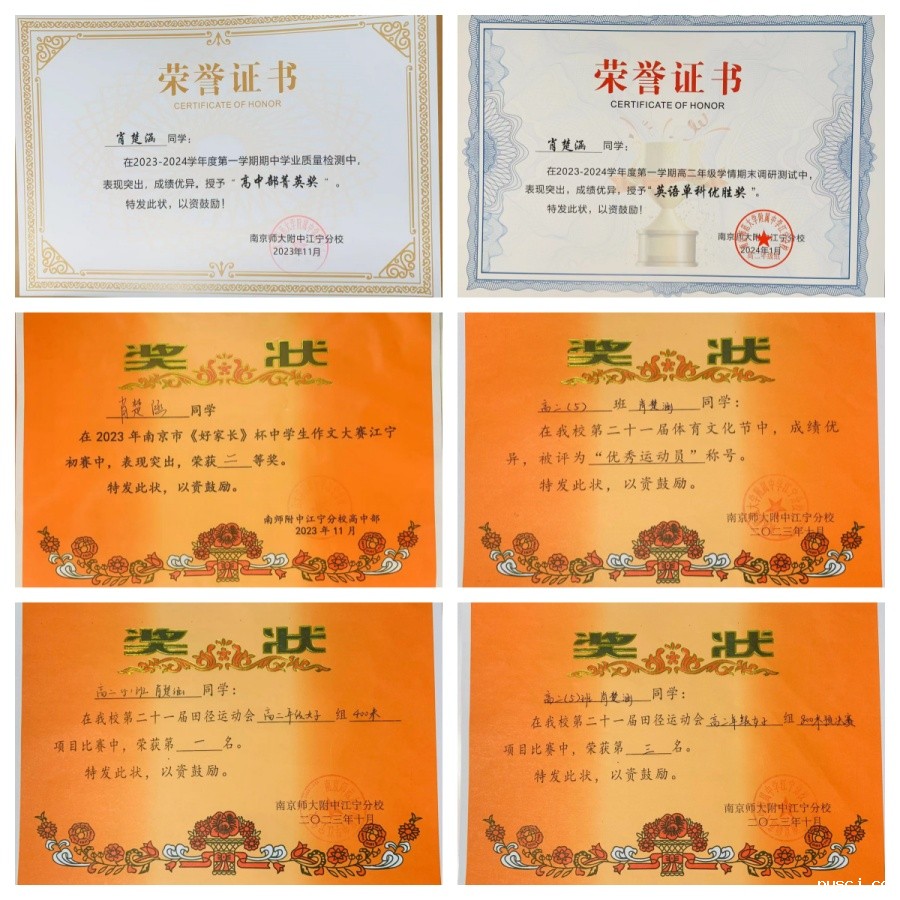 荣誉证书
CERTIFICATE OF HONOR
肖楚涵 同学：
在2023-2024学年度第一学期期中学业质量检测中，
表现突出，成绩优异，授予“高中部菁英奖”。
特发此状，以资鼓励！
南京师大附中江宁分校
2023年11月
荣誉证书
CERTIFICATE OF HONOR
肖楚涵 同学：
在2023-2024学年度第一学期高二年级学情期末调研测试中，
表现突出，成绩优异，授予“英语单科优胜奖”。
特发此状，以资鼓励！
南京师大附中江宁分校
2024年1月
奖 状
肖楚涵 同学
在 2023 年南京市《好家长》杯中学生作文大赛江宁
初赛中，表现突出，荣获 二 等奖。
特发此状，以资鼓励。
南师附中江宁分校高中部
2023 年 11 月
奖 状
高二（5） 班 肖楚涵 同学：
在我校第二十一届体育文化节中，成绩优
异，被评为“优秀运动员”称号。
特发此状，以资鼓励。
南京师大附中江宁分校
二〇二三年十月
奖 状
高二 班 肖楚涵 同学：
在我校第二十一届田径运动会 高二年级女子 组 400米
项目比赛中，荣获第 一 名。
特发此状，以资鼓励。
南京师大附中江宁分校
二〇二三年十月
奖 状
高二（5）班 肖楚涵 同学：
在我校第二十一届田径运动会 高二年级女子 组 800米 决赛
项目比赛中，荣获第 三 名。
特发此状，以资鼓励。
南京师大附中江宁分校
二〇二三年十月